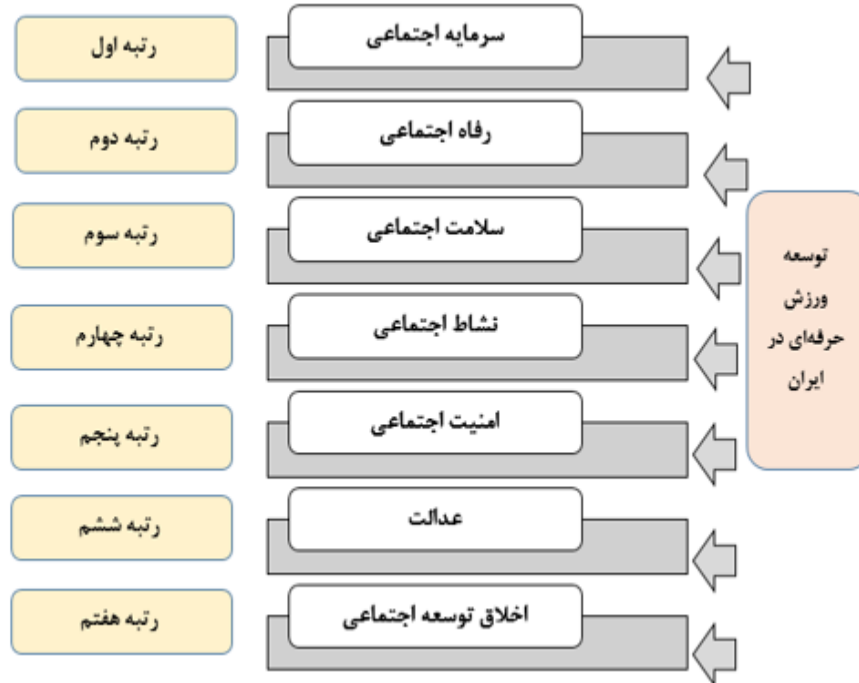 توسعه
ورزش
حرفه‌ای در
ایران
سرمایه اجتماعی
رتبه اول
رفاه اجتماعی
رتبه دوم
سلامت اجتماعی
رتبه سوم
نشاط اجتماعی
رتبه چهارم
امنیت اجتماعی
رتبه پنجم
عدالت
رتبه ششم
اخلاق توسعه اجتماعی
رتبه هفتم